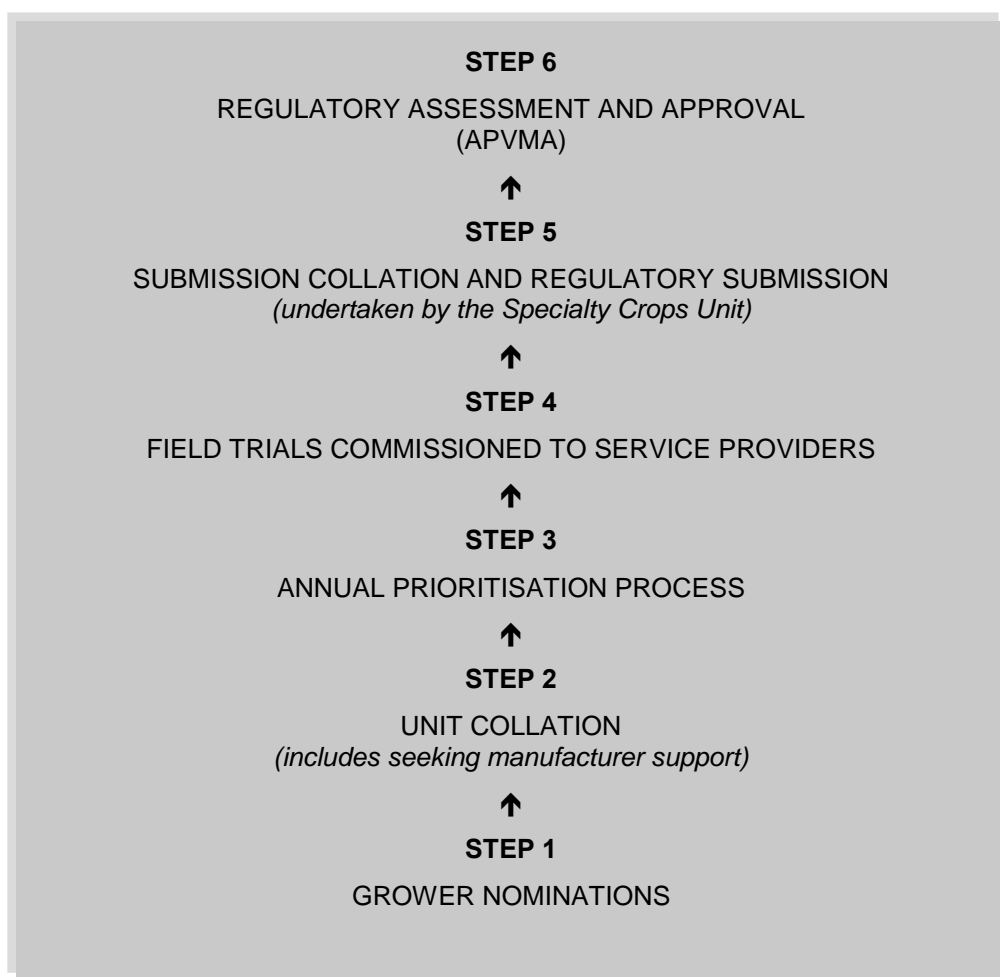 STEP 6
REGULATORY ASSESSMENT AND APPROVAL
(APVMA)
↑
STEP 5
SUBMISSION COLLATION AND REGULATORY SUBMISSION
(undertaken by the Specialty Crops Unit)
↑
STEP 4
FIELD TRIALS COMMISSIONED TO SERVICE PROVIDERS
↑
STEP 3
ANNUAL PRIORITISATION PROCESS
↑
STEP 2
UNIT COLLATION
(includes seeking manufacturer support)
↑
STEP 1
GROWER NOMINATIONS